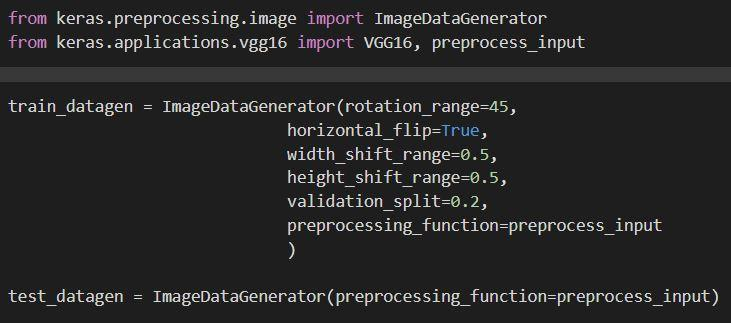 from keras.preprocessing.image import ImageDataGenerator
from keras.applications.vgg16 import VGG16, preprocess_input
train_datagen = ImageDataGenerator(rotation_range=45,
horizontal_flip=True,
width_shift_range=0.5,
height_shift_range=0.5,
validation_split=0.2,
preprocessing_function=preprocess_input
)
test_datagen = ImageDataGenerator(preprocessing_function=preprocess_input)